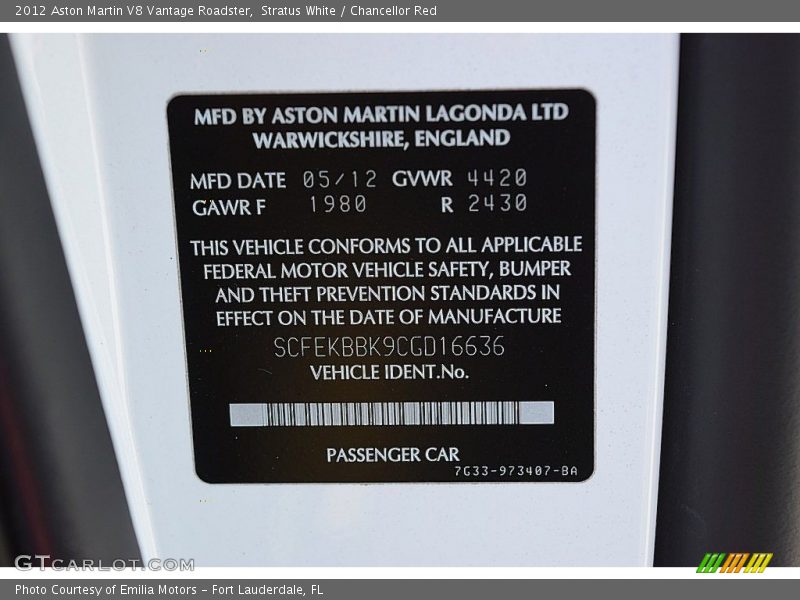 2012 Aston Martin V8 Vantage Roadster,  Stratus White / Chancellor Red
MFD BY ASTON MARTIN LAGONDA LTD
WARWICKSHIRE, ENGLAND
MFD DATE 05/12 GVWR 4420
GAWR F 1980 R 2430
THIS VEHICLE CONFORMS TO ALL APPLICABLE
FEDERAL MOTOR VEHICLE SAFETY, BUMPER
AND THEFT PREVENTION STANDARDS IN
EFFECT ON THE DATE OF MANUFACTURE
SCFEKBBK9CGD16636
VEHICLE IDENT.No.
PASSENGER CAR
7G33-973407-BA
GTCARLOT.COM
Photo Courtesy of Emilia Motors – Fort Lauderdale, FL